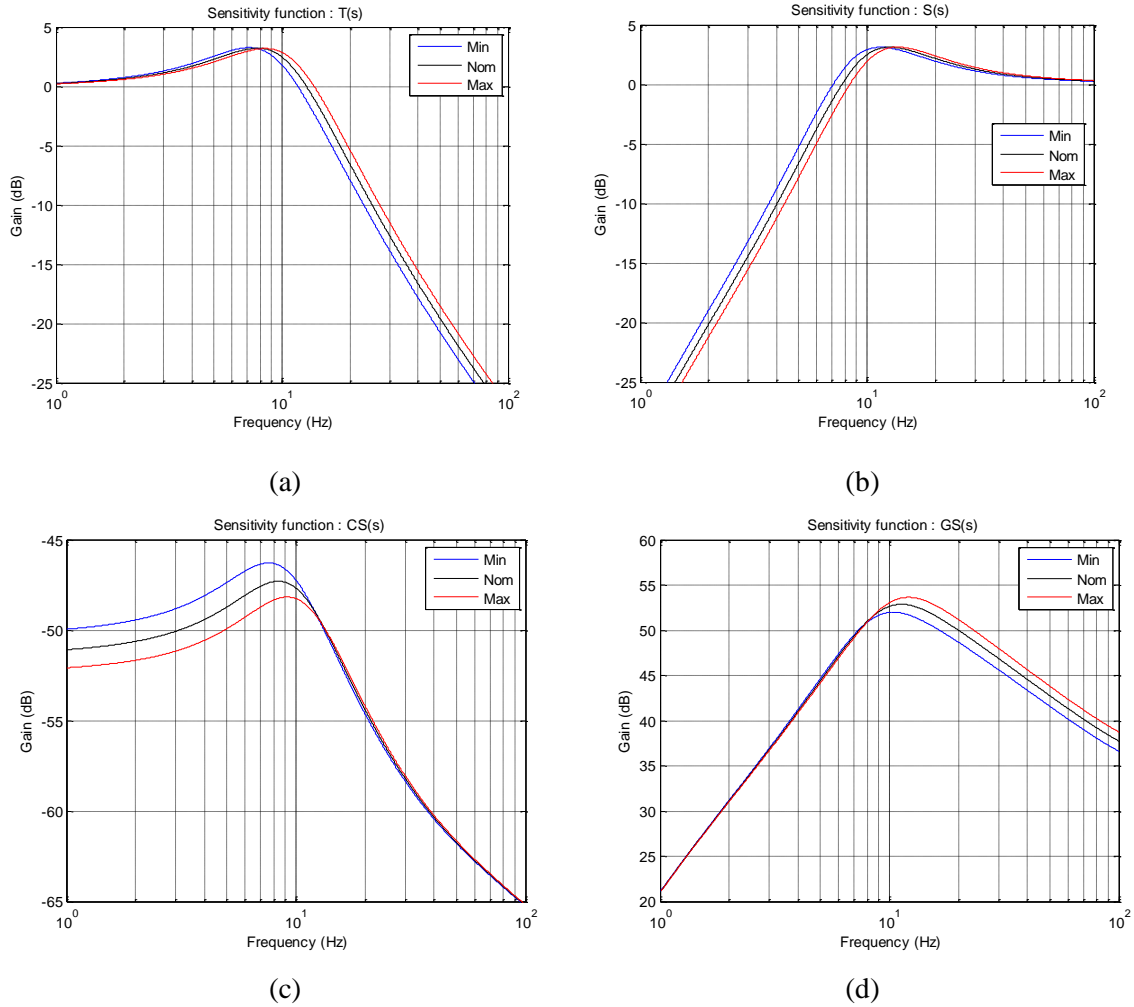 Sensitivity function : T(s)
5
0
-5
-10
-15
-20
-25
Gain (dB)
10^0
10^1
10^2
Frequency (Hz)
Min
Nom
Max
(a)
Sensitivity function : S(s)
5
0
-5
-10
-15
-20
-25
Gain (dB)
10^0
10^1
10^2
Frequency (Hz)
Min
Nom
Max
(b)
Sensitivity function : CS(s)
-45
-50
-55
-60
-65
Gain (dB)
10^0
10^1
10^2
Frequency (Hz)
Min
Nom
Max
(c)
Sensitivity function : GS(s)
60
55
50
45
40
35
30
25
20
Gain (dB)
10^0
10^1
10^2
Frequency (Hz)
Min
Nom
Max
(d)